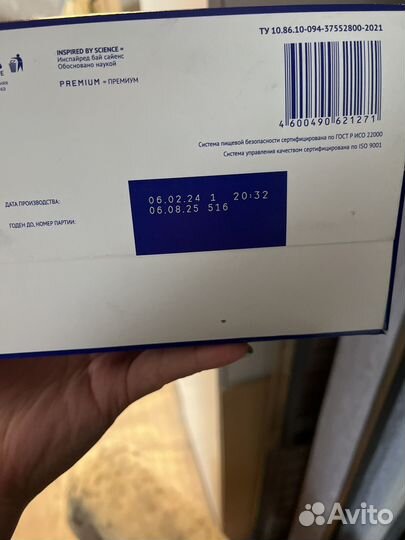 ТУ 10.86.10-094-37552800-2021
INSPIRED BY SCIENCE =
Инспайред бай сайенс
Обосновано наукой
PREMIUM = ПРЕМИУМ
4 600490 621271
Система пищевой безопасности сертифицирована по ГОСТ Р ИСО 22000
Система управления качеством сертифицирована по ISO 9001
ДАТА ПРОИЗВОДСТВА:
06.02.24 1 20:32
ГОДЕН ДО, НОМЕР ПАРТИИ:
06.08.25 516
Avito